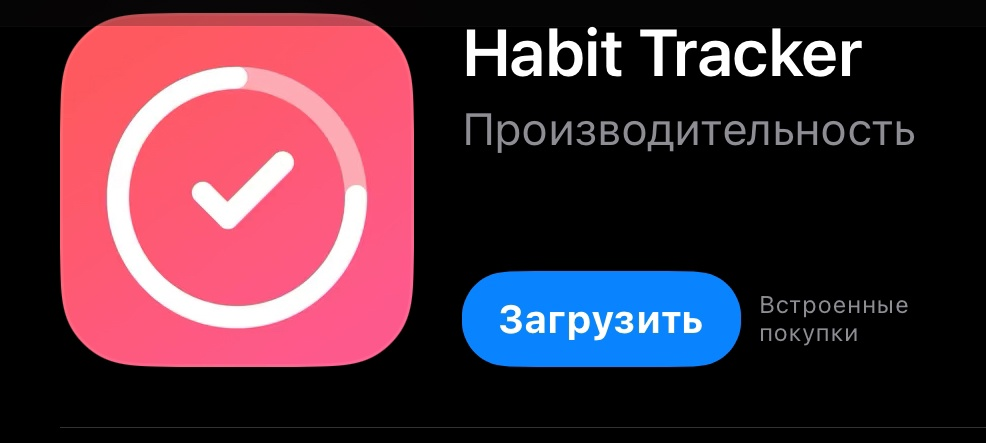 Habit Tracker
Производительность
Загрузить
Встроенные
покупки